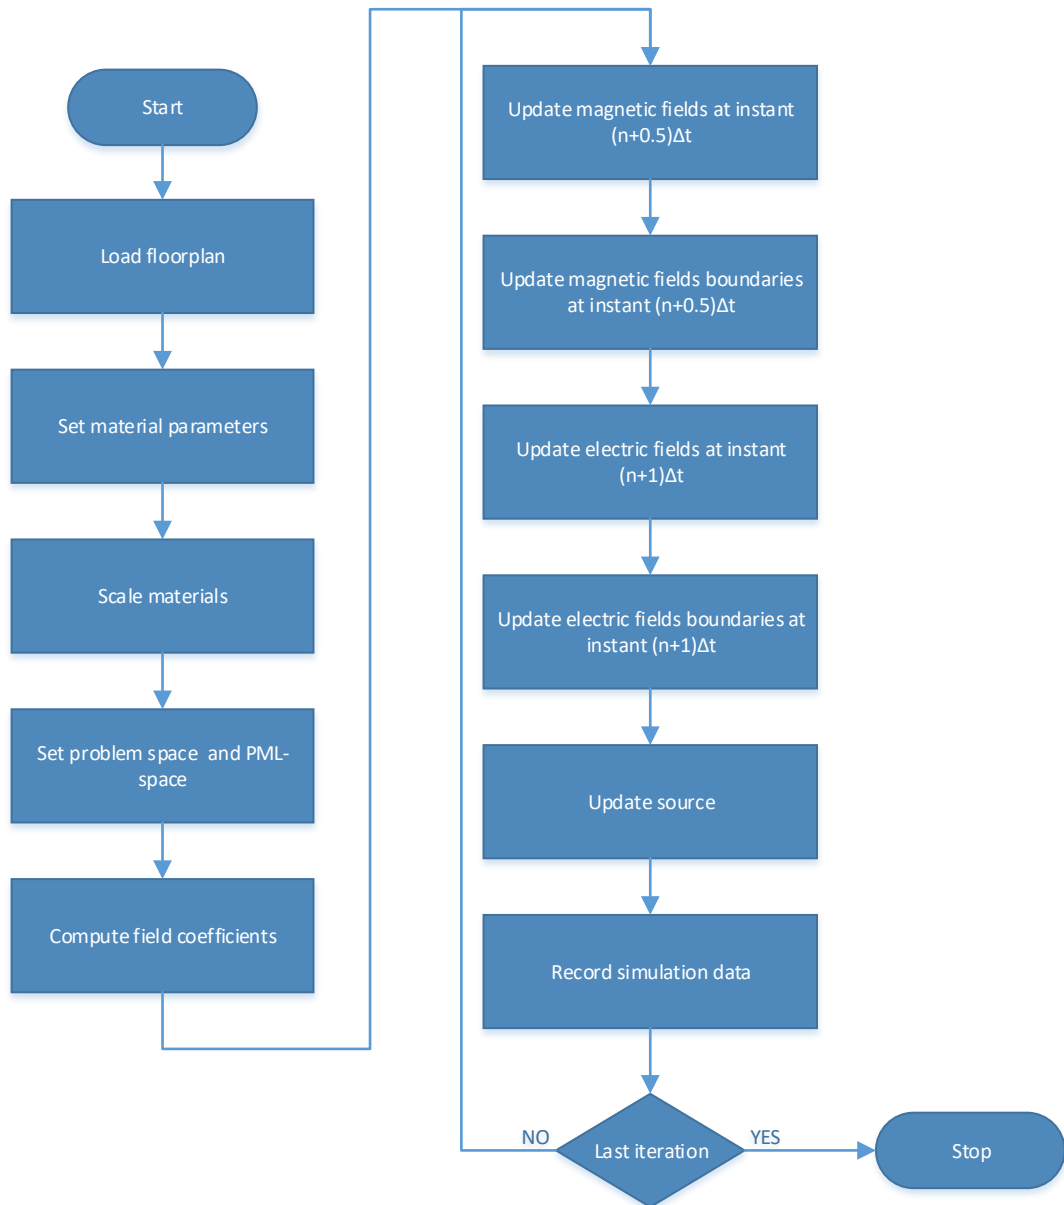 Start
Load floorplan
Set material parameters
Scale materials
Set problem space and PML-
space
Compute field coefficients
Update magnetic fields at instant
(n+0.5)Δt
Update magnetic fields boundaries
at instant (n+0.5)Δt
Update electric fields at instant
(n+1)Δt
Update electric fields boundaries at
instant (n+1)Δt
Update source
Record simulation data
Last iteration
NO
YES
Stop